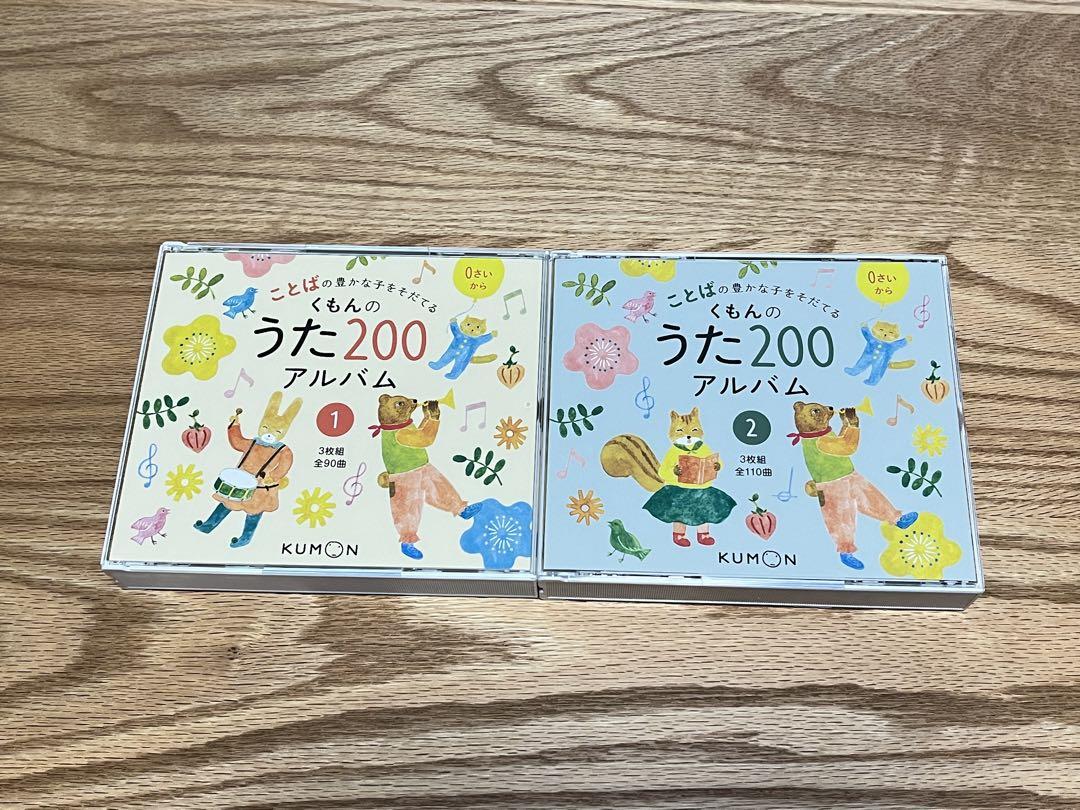 0さい
から
ことばの豊かな子をそだてる
くもんの
うた200
アルバム
1
3枚組
全90曲
KUMON
0さい
から
ことばの豊かな子をそだてる
くもんの
うた200
アルバム
2
3枚組
全110曲
KUMON